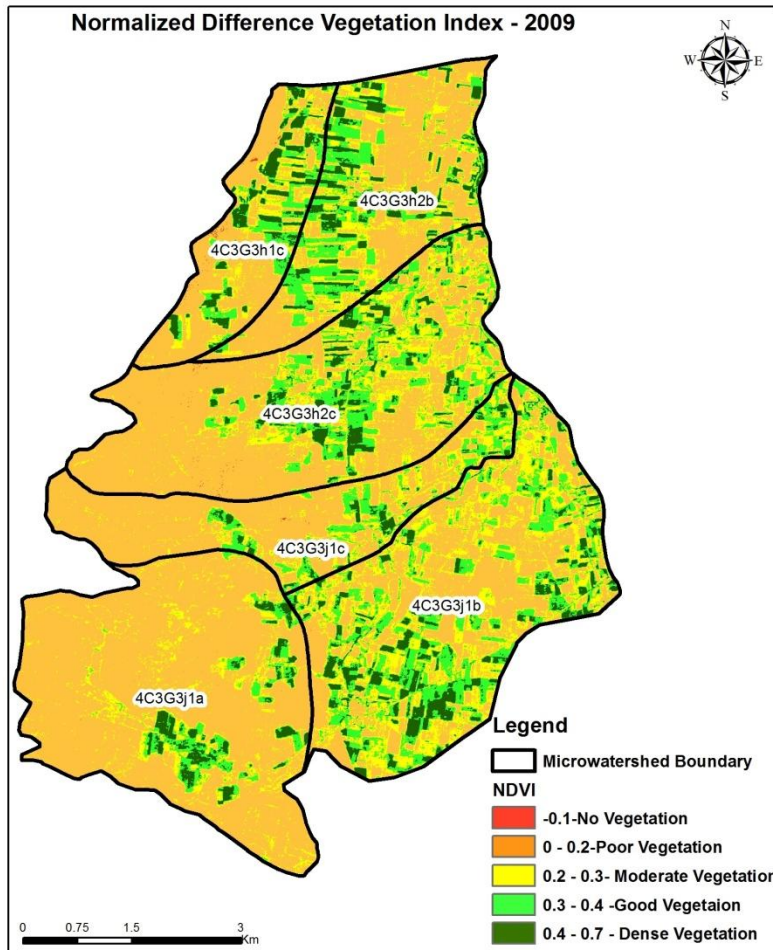 Normalized Difference Vegetation Index - 2009
N
W E
S
4C3G3h2b
4C3G3h1c
4C3G3h2c
4C3G3j1c
4C3G3j1b
4C3G3j1a
Legend
Microwatershed Boundary
NDVI
-0.1-No Vegetation
0 - 0.2-Poor Vegetation
0.2 - 0.3- Moderate Vegetation
0.3 - 0.4 -Good Vegetaion
0.4 - 0.7 - Dense Vegetation
0 0.75 1.5 3
Km